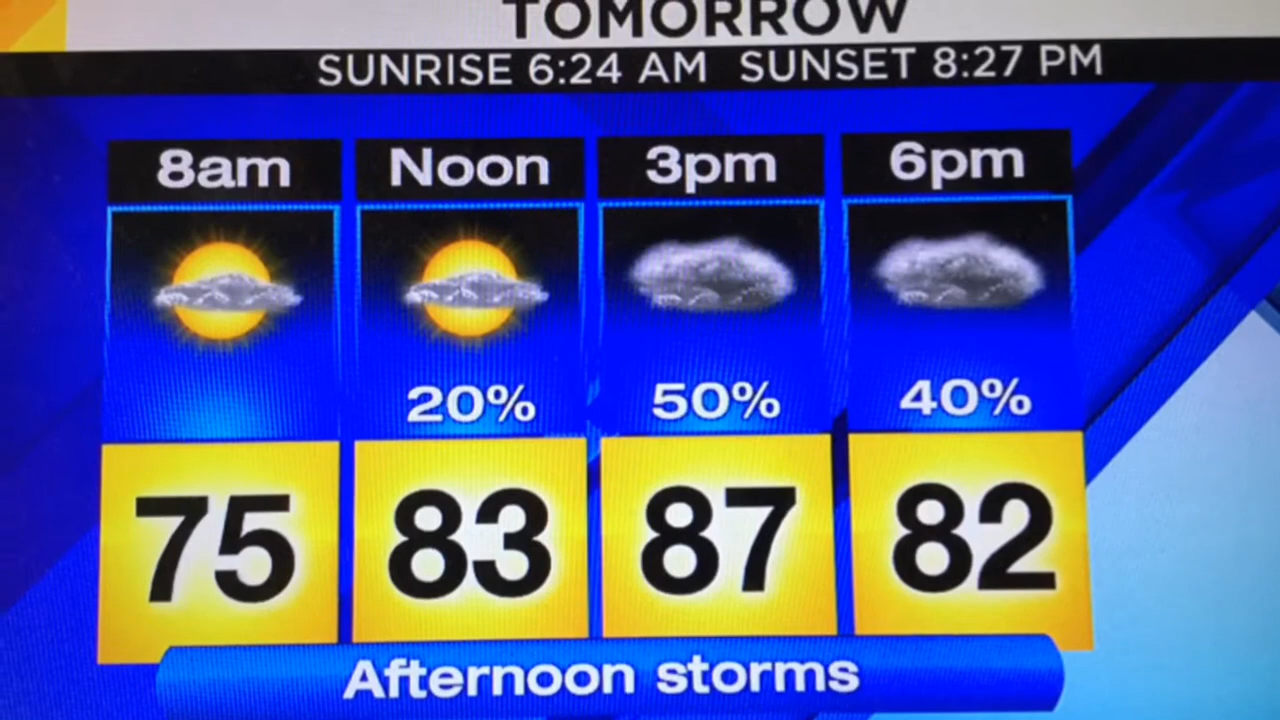 TOMORROW
SUNRISE 6:24 AM SUNSET 8:27 PM
8am Noon 3pm 6pm
20% 50% 40%
75 83 87 82
Afternoon storms